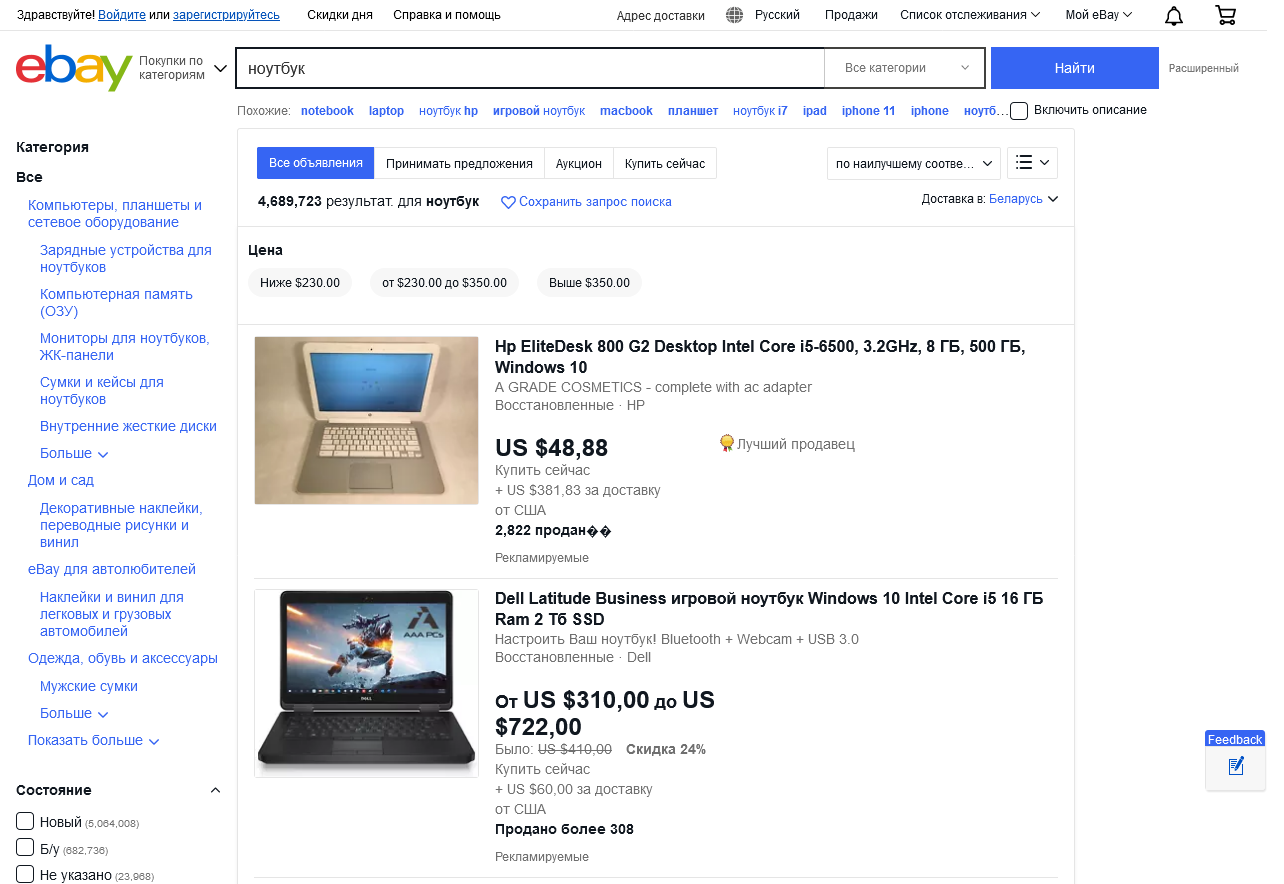 Здравствуйте! Войдите или зарегистрируйтесь
Скидки дня
Справка и помощь
Адрес доставки
Русский
Продажи
Список отслеживания
Мой eBay
ebay
Покупки по
категориям
ноутбук
Все категории
Найти
Расширенный
Похожие: notebook laptop ноутбук hp игровой ноутбук macbook планшет ноутбук i7 ipad iphone 11 iphone ноутб…
Включить описание
Категория
Все
Компьютеры, планшеты и
сетевое оборудование
Зарядные устройства для
ноутбуков
Компьютерная память
(ОЗУ)
Мониторы для ноутбуков,
ЖК-панели
Сумки и кейсы для
ноутбуков
Внутренние жесткие диски
Больше
Дом и сад
Декоративные наклейки,
переводные рисунки и
винил
eBay для автолюбителей
Наклейки и винил для
легковых и грузовых
автомобилей
Одежда, обувь и аксессуары
Мужские сумки
Больше
Показать больше
Состояние
Новый (5,064,008)
Б/у (682,736)
Не указано (23,968)
Все объявления
Принимать предложения
Аукцион
Купить сейчас
по наилучшему соотве…
4,689,723 результат. для ноутбук
Сохранить запрос поиска
Доставка в: Беларусь
Цена
Ниже $230.00
от $230.00 до $350.00
Выше $350.00
Hp EliteDesk 800 G2 Desktop Intel Core i5-6500, 3.2GHz, 8 ГБ, 500 ГБ,
Windows 10
A GRADE COSMETICS - complete with ac adapter
Восстановленные · HP
US $48,88
Лучший продавец
Купить сейчас
+ US $381,83 за доставку
от США
2,822 продан��
Рекламируемые
AAA PCs
DELL
Dell Latitude Business игровой ноутбук Windows 10 Intel Core i5 16 ГБ
Ram 2 Тб SSD
Настроить Ваш ноутбук! Bluetooth + Webcam + USB 3.0
Восстановленные · Dell
От US $310,00 до US
$722,00
Было: US $410,00 Скидка 24%
Купить сейчас
+ US $60,00 за доставку
от США
Продано более 308
Рекламируемые
Feedback